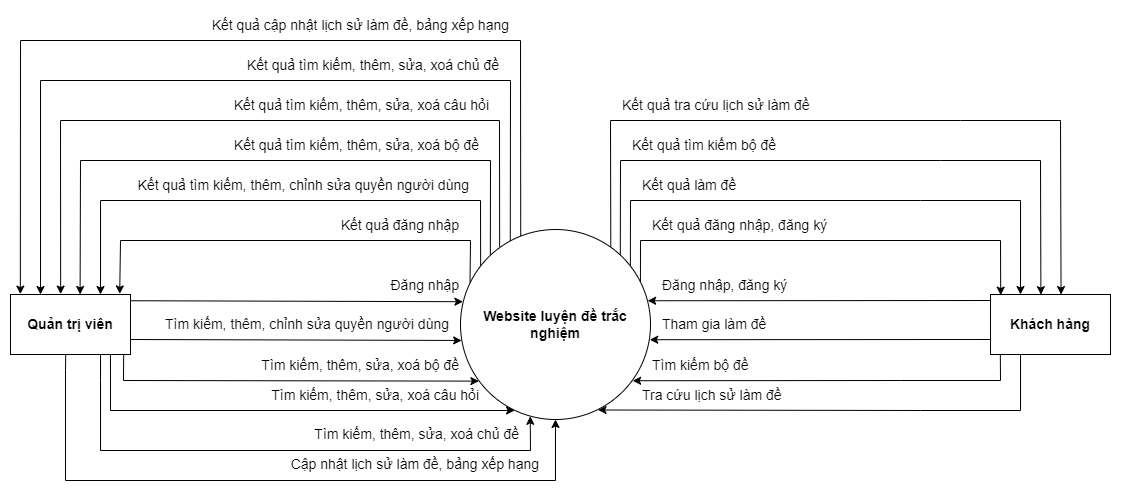 Kết quả cập nhật lịch sử làm đề, bảng xếp hạng
Kết quả tìm kiếm, thêm, sửa, xoá chủ đề
Kết quả tìm kiếm, thêm, sửa, xoá câu hỏi
Kết quả tìm kiếm, thêm, sửa, xoá bộ đề
Kết quả tìm kiếm, thêm, chỉnh sửa quyền người dùng
Kết quả đăng nhập
Kết quả tra cứu lịch sử làm đề
Kết quả tìm kiếm bộ đề
Kết quả làm đề
Kết quả đăng nhập, đăng ký
Quản trị viên
Đăng nhập
Tìm kiếm, thêm, chỉnh sửa quyền người dùng
Tìm kiếm, thêm, sửa, xoá bộ đề
Tìm kiếm, thêm, sửa, xoá câu hỏi
Tìm kiếm, thêm, sửa, xoá chủ đề
Cập nhật lịch sử làm đề, bảng xếp hạng
Website luyện đề trắc
nghiệm
Đăng nhập, đăng ký
Tham gia làm đề
Tìm kiếm bộ đề
Tra cứu lịch sử làm đề
Khách hàng